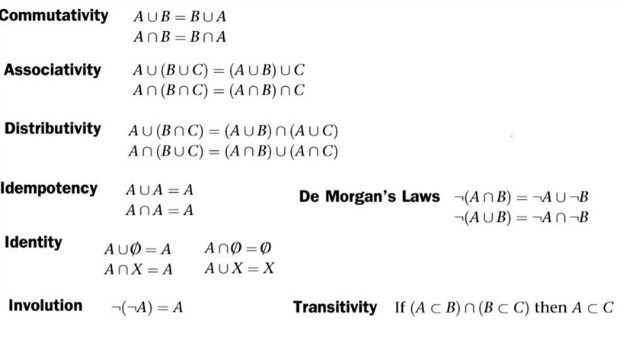 Commutativity A ∪ B = B ∪ A
A ∩ B = B ∩ A
Associativity A ∪ (B ∪ C) = (A ∪ B) ∪ C
A ∩ (B ∩ C) = (A ∩ B) ∩ C
Distributivity A ∪ (B ∩ C) = (A ∪ B) ∩ (A ∪ C)
A ∩ (B ∪ C) = (A ∩ B) ∪ (A ∩ C)
Idempotency A ∪ A = A
A ∩ A = A
De Morgan's Laws ¬(A ∩ B) = ¬A ∪ ¬B
¬(A ∪ B) = ¬A ∩ ¬B
Identity A ∪ Ø = A A ∩ Ø = Ø
A ∩ X = A A ∪ X = X
Involution ¬(¬A) = A
Transitivity If (A ⊂ B) ∩ (B ⊂ C) then A ⊂ C